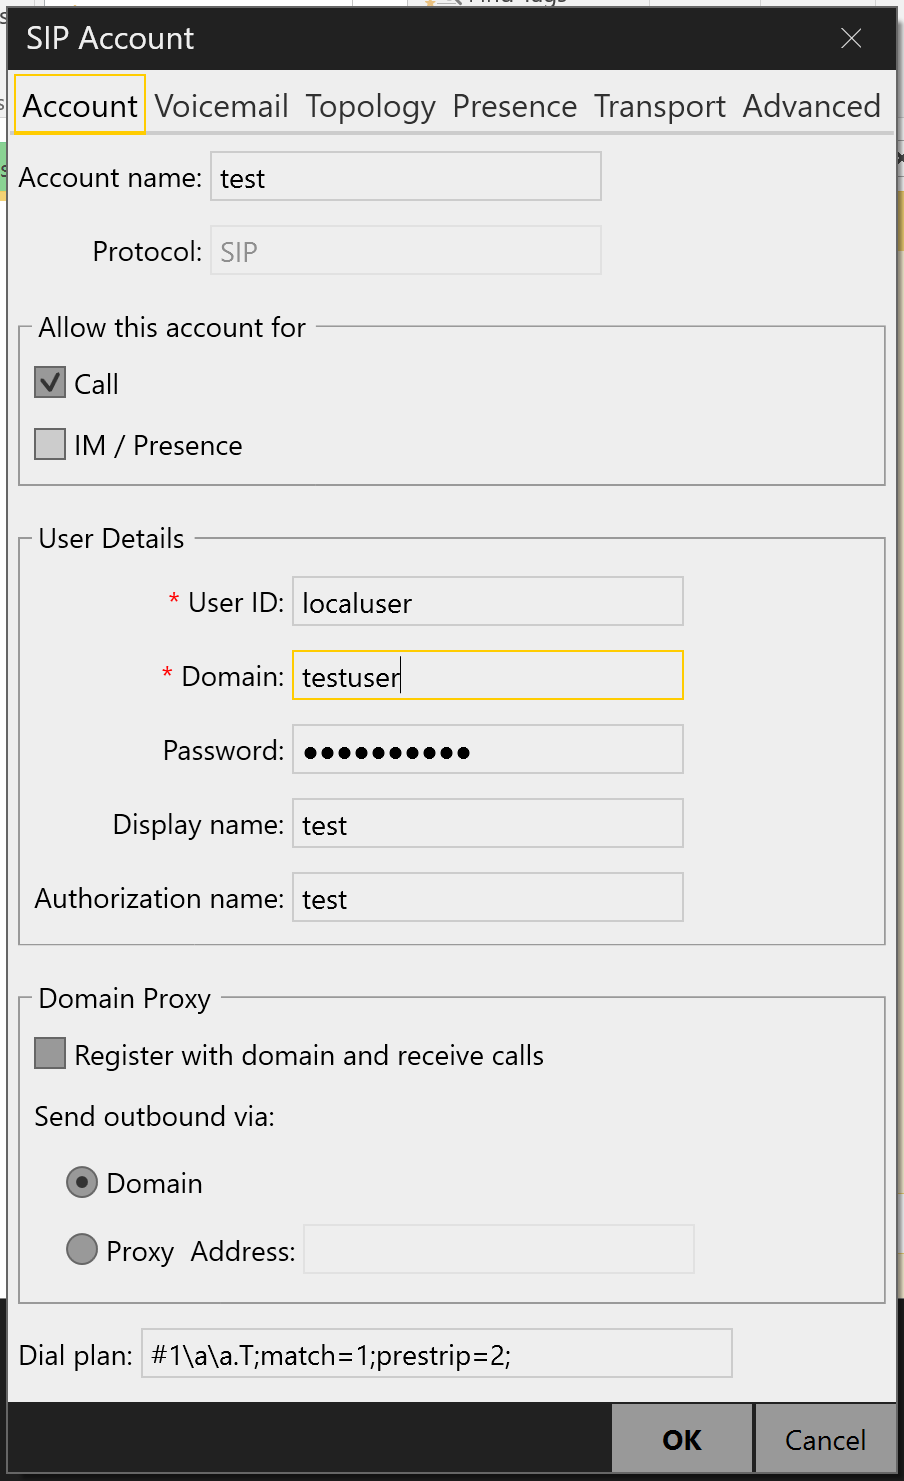 SIP Account
Account Voicemail Topology Presence Transport Advanced
Account name: test
Protocol: SIP
Allow this account for
Call
IM / Presence
User Details
* User ID: localuser
* Domain: testuser
Password: ●●●●●●●●●●
Display name: test
Authorization name: test
Domain Proxy
Register with domain and receive calls
Send outbound via:
Domain
Proxy Address:
Dial plan: #1\a\a.T;match=1;prestrip=2;
OK Cancel